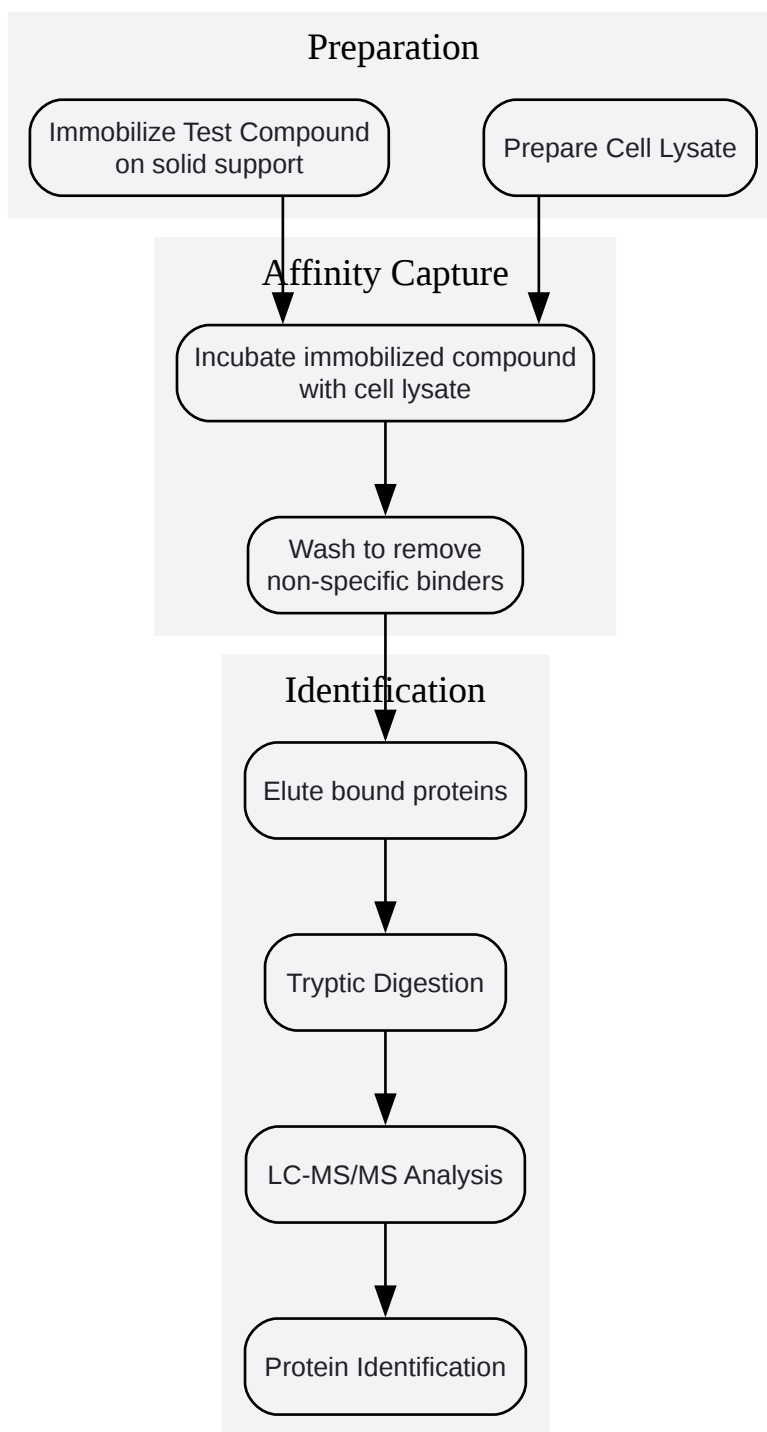 Preparation
Immobilize Test Compound
on solid support
Prepare Cell Lysate
Affinity Capture
Incubate immobilized compound
with cell lysate
Wash to remove
non-specific binders
Identification
Elute bound proteins
Tryptic Digestion
LC-MS/MS Analysis
Protein Identification